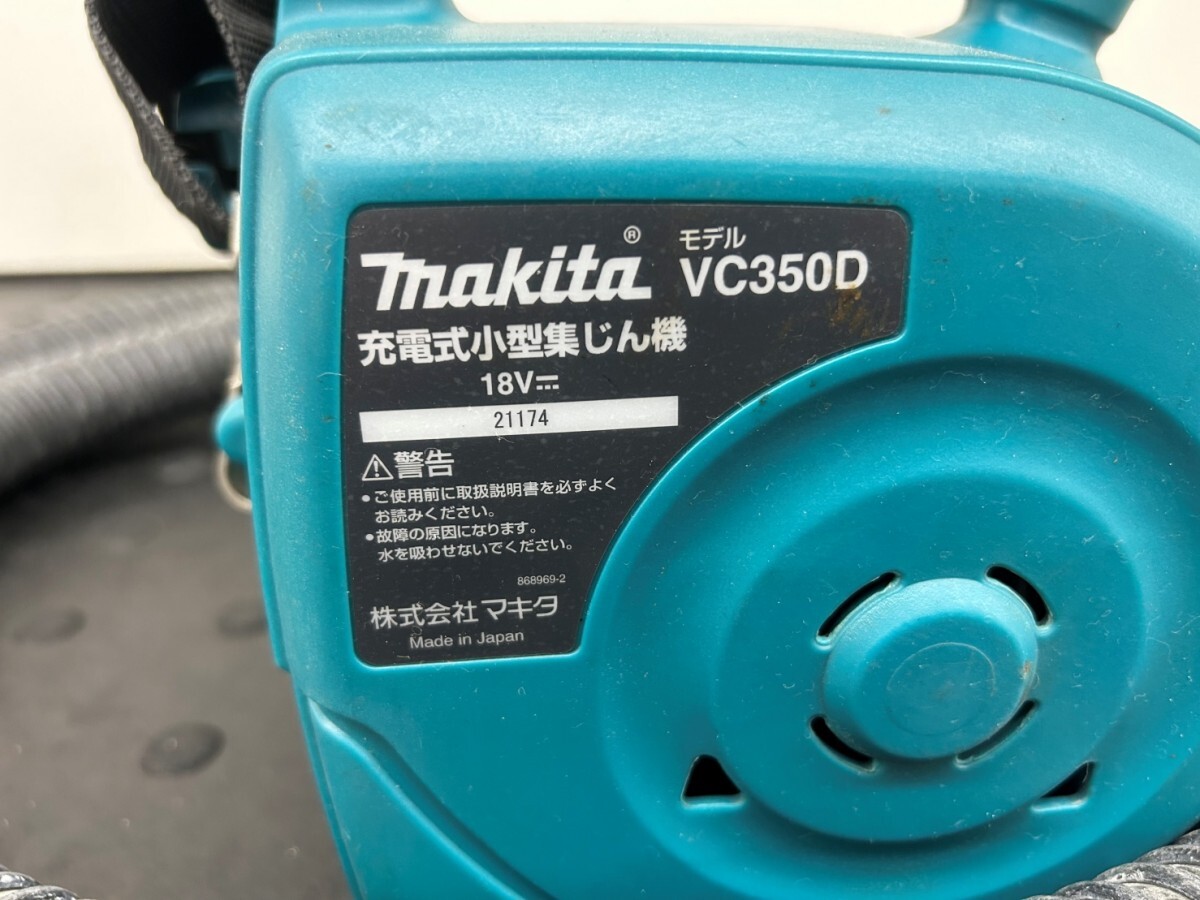 makita® モデル
VC350D
充電式小型集じん機
18V⎓
21174
⚠警告
•ご使用前に取扱説明書を必ずよく
お読みください。
•故障の原因になります。
水を吸わせないでください。
868969-2
株式会社 マキタ
Made in Japan